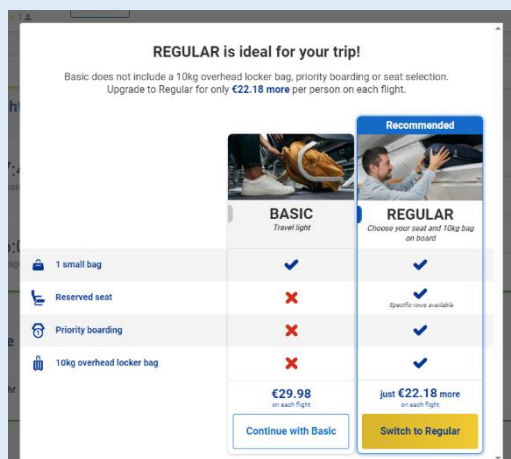 REGULAR is ideal for your trip!
Basic does not include a 10kg overhead locker bag, priority boarding or seat selection.
Upgrade to Regular for only €22.18 more per person on each flight.
Recommended
BASIC
Travel light
REGULAR
Choose your seat and 10kg bag
on board
1 small bag
Reserved seat
Specific rows available
Priority boarding
10kg overhead locker bag
€29.98
on each flight
just €22.18 more
on each flight
Continue with Basic
Switch to Regular